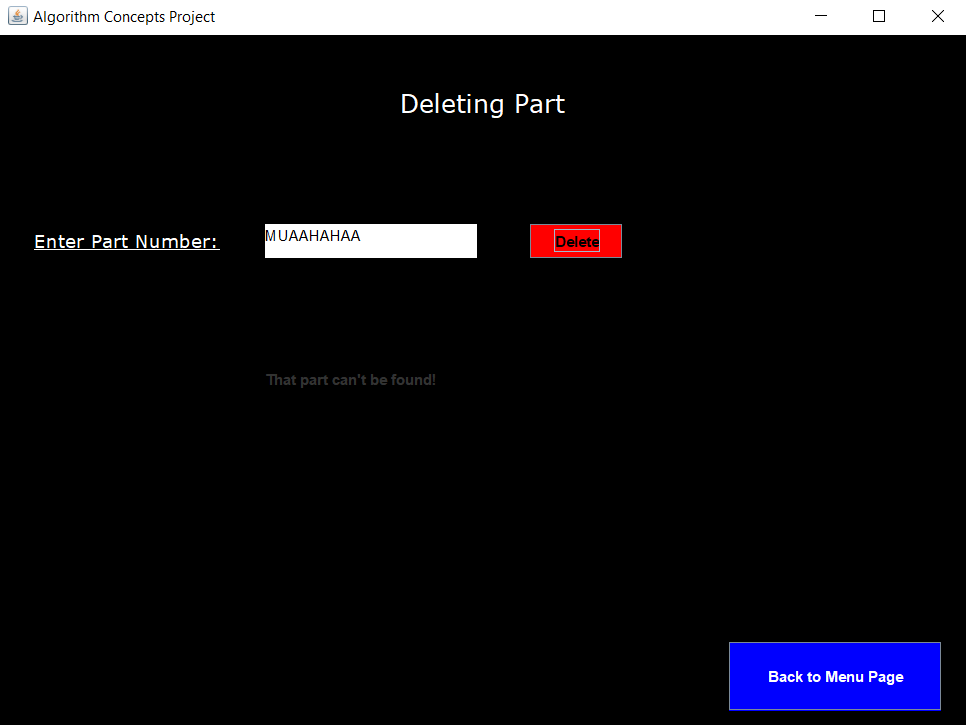 Algorithm Concepts Project
Deleting Part
Enter Part Number: MUAAHAHAA Delete
That part can't be found!
Back to Menu Page